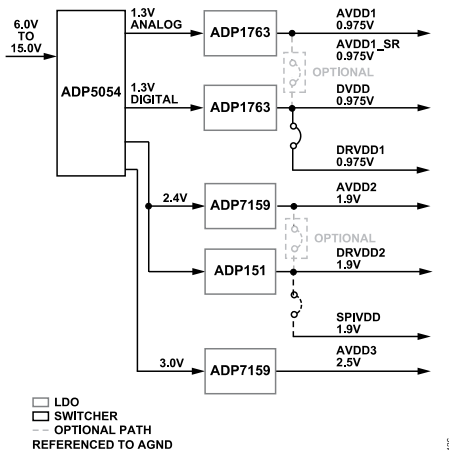 6.0V
TO
15.0V
ADP5054
1.3V
ANALOG
ADP1763
AVDD1
0.975V
AVDD1_SR
0.975V
OPTIONAL
1.3V
DIGITAL
ADP1763
DVDD
0.975V
DRVDD1
0.975V
2.4V
ADP7159
AVDD2
1.9V
OPTIONAL
ADP151
DRVDD2
1.9V
SPIVDD
1.9V
3.0V
ADP7159
AVDD3
2.5V
LDO
SWITCHER
OPTIONAL PATH
REFERENCED TO AGND